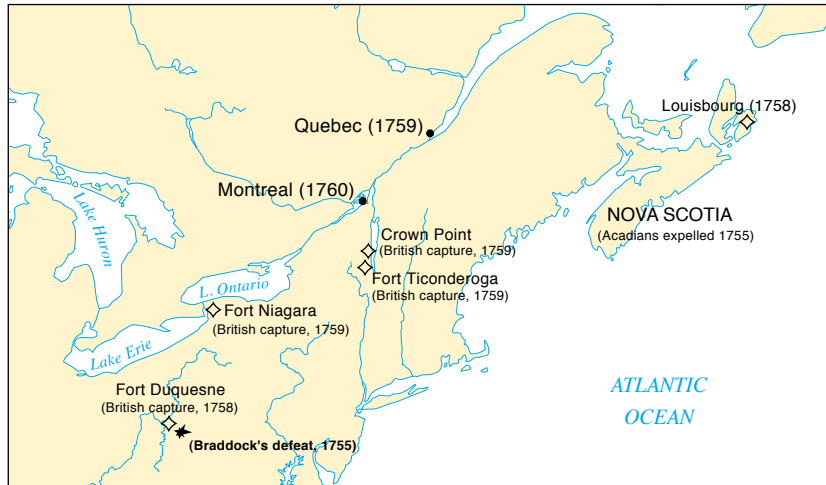 Louisbourg (1758)
Quebec (1759)
Montreal (1760)
NOVA SCOTIA
(Acadians expelled 1755)
Lake Huron
Crown Point
(British capture, 1759)
Fort Ticonderoga
(British capture, 1759)
L. Ontario
Fort Niagara
(British capture, 1759)
Lake Erie
Fort Duquesne
(British capture, 1758)
(Braddock's defeat, 1755)
ATLANTIC
OCEAN